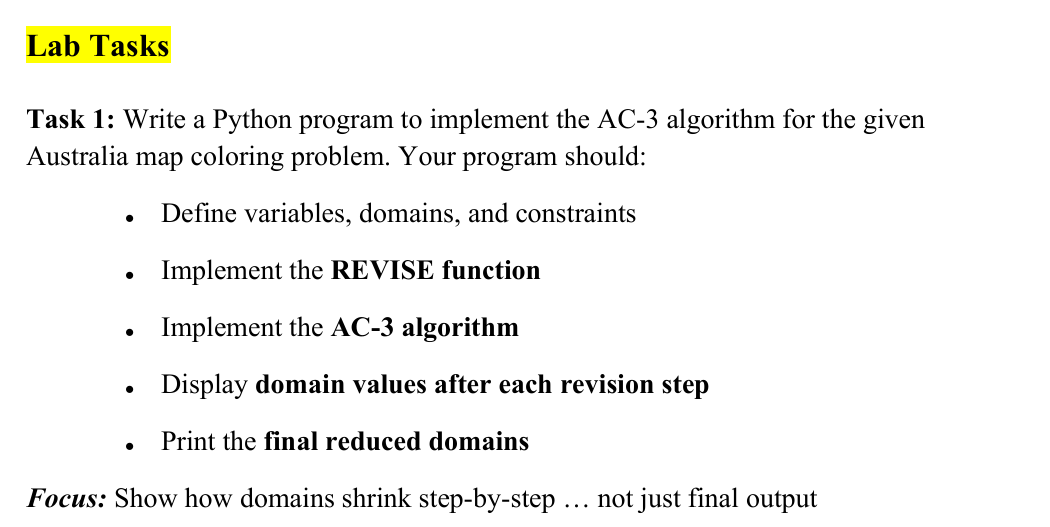 Lab Tasks
Task 1: Write a Python program to implement the AC-3 algorithm for the given
Australia map coloring problem. Your program should:
• Define variables, domains, and constraints
• Implement the REVISE function
• Implement the AC-3 algorithm
• Display domain values after each revision step
• Print the final reduced domains
Focus: Show how domains shrink step-by-step … not just final output